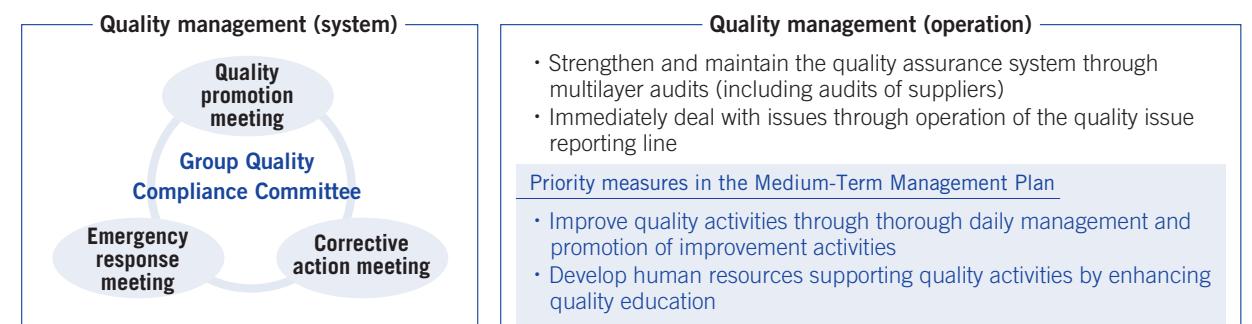 Quality management (system)
Quality
promotion
meeting
Group Quality
Compliance Committee
Emergency
response
meeting
Corrective
action meeting
Quality management (operation)
・Strengthen and maintain the quality assurance system through
multilayer audits (including audits of suppliers)
・Immediately deal with issues through operation of the quality issue
reporting line
Priority measures in the Medium-Term Management Plan
・Improve quality activities through thorough daily management and
promotion of improvement activities
・Develop human resources supporting quality activities by enhancing
quality education